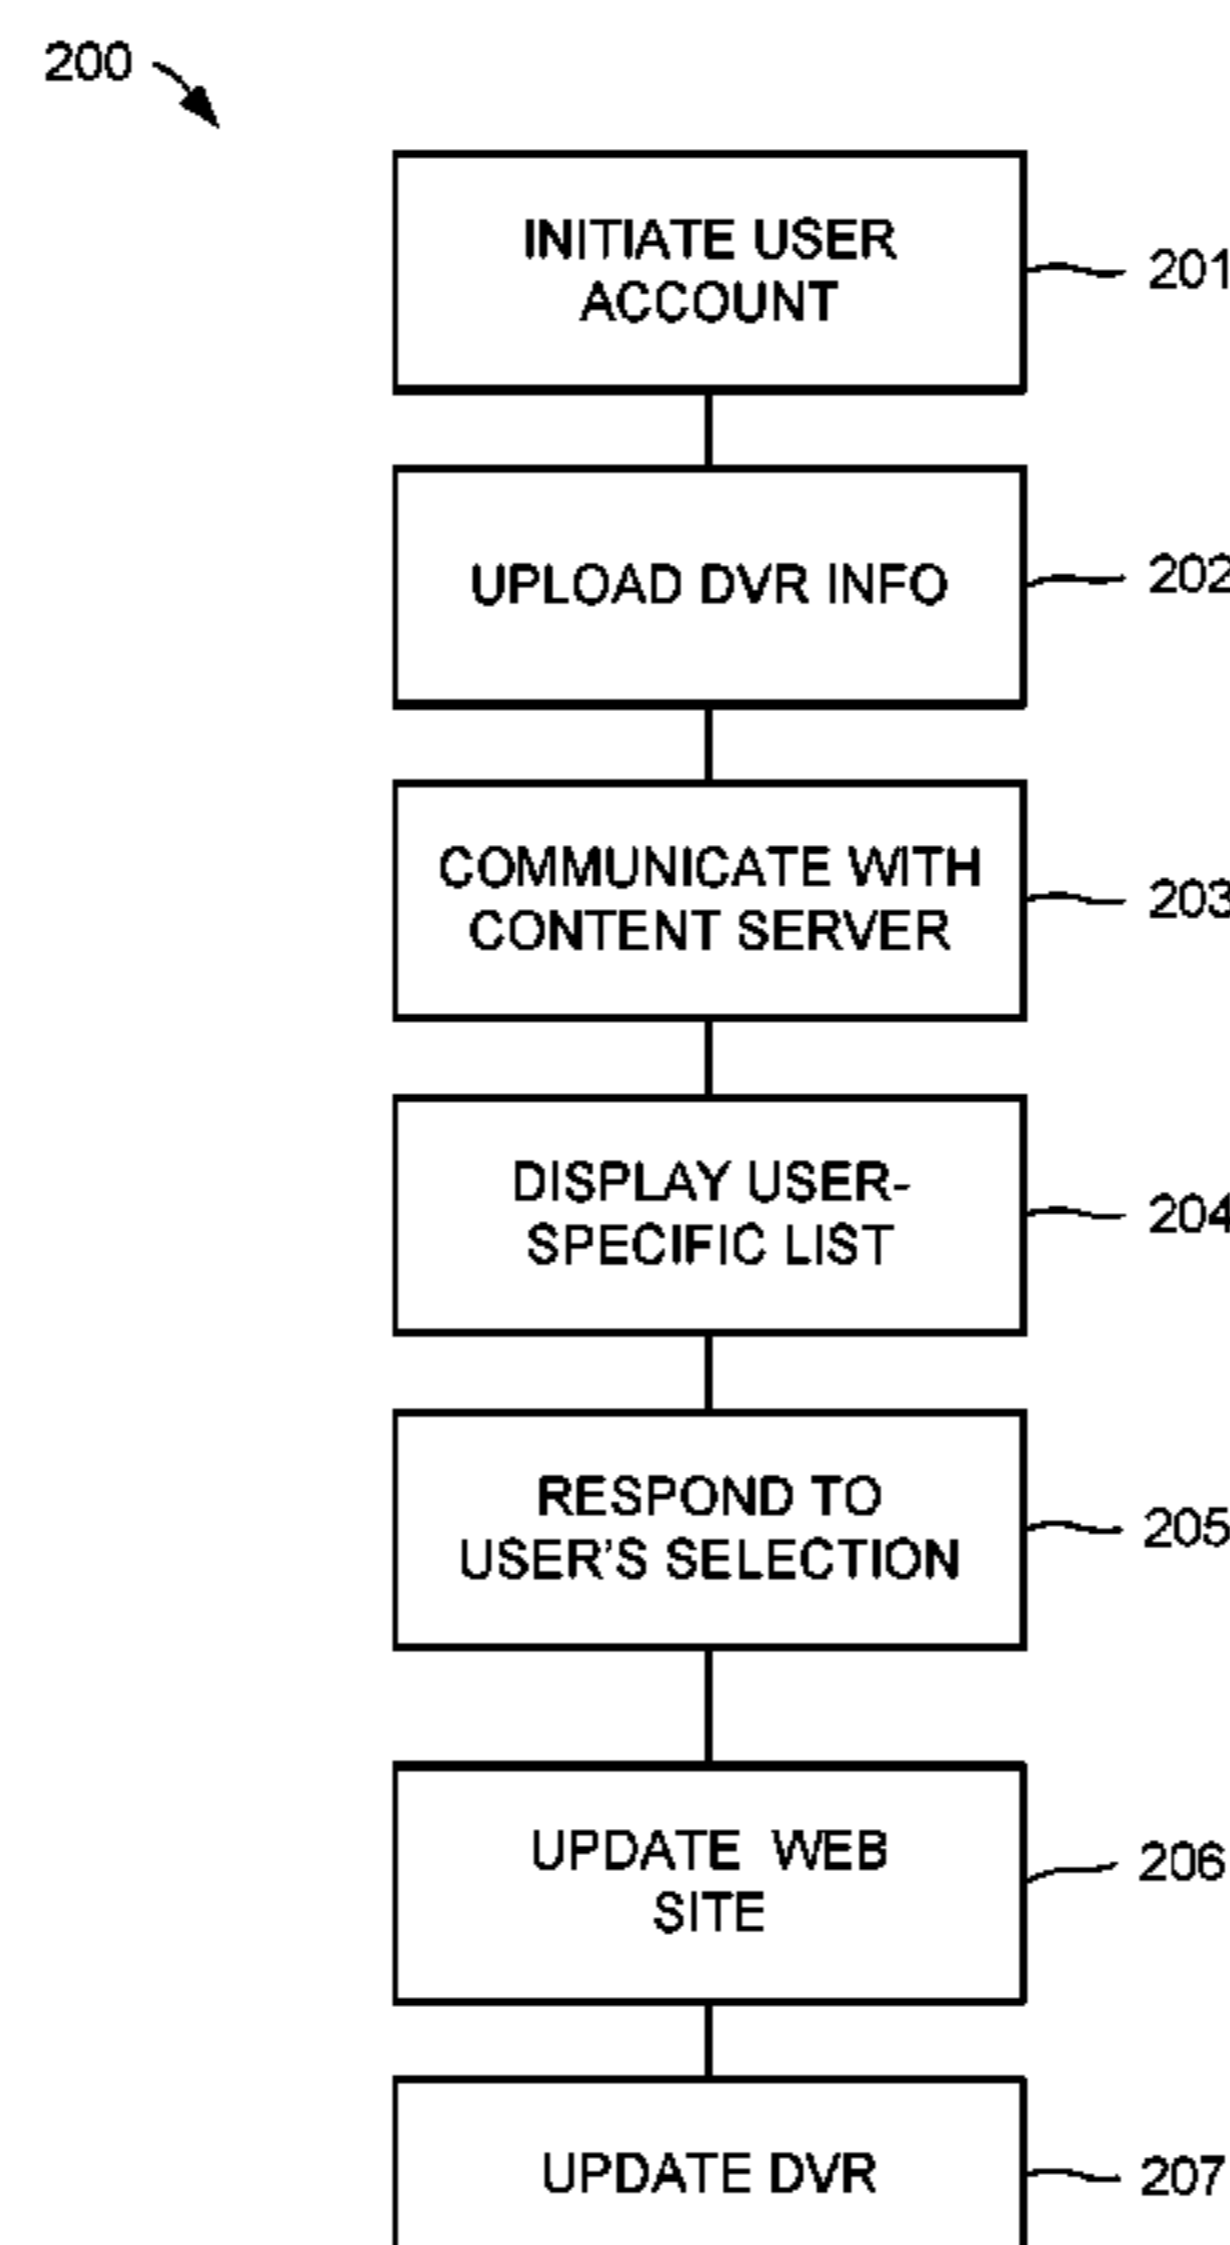 200
INITIATE USER
ACCOUNT
201
UPLOAD DVR INFO
202
COMMUNICATE WITH
CONTENT SERVER
203
DISPLAY USER-
SPECIFIC LIST
204
RESPOND TO
USER'S SELECTION
205
UPDATE WEB
SITE
206
UPDATE DVR
207